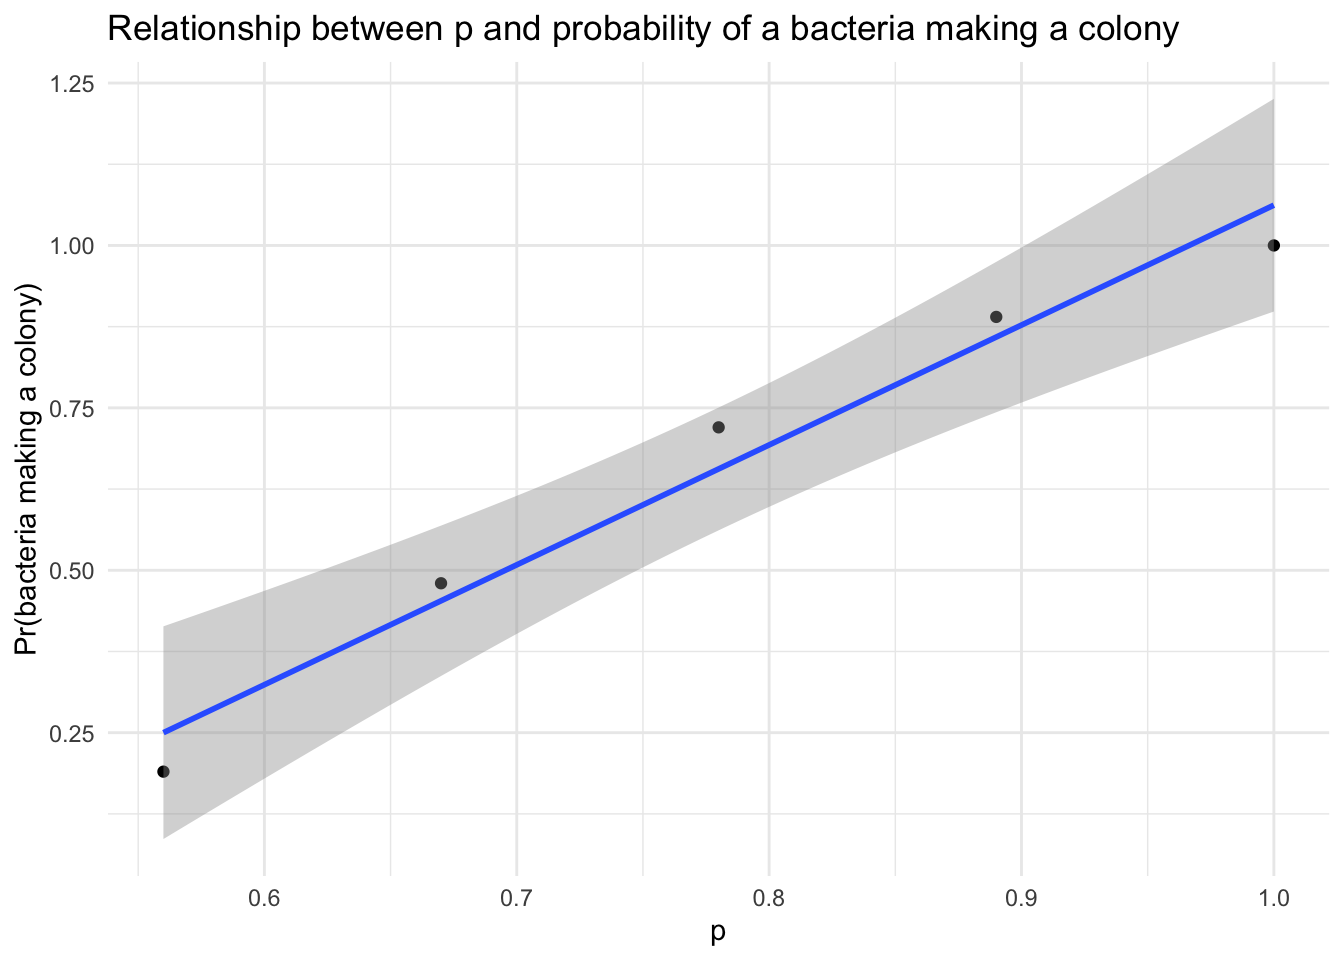 Relationship between p and probability of a bacteria making a colony
1.25
1.00
0.75
0.50
0.25
Pr(bacteria making a colony)
0.6 0.7 0.8 0.9 1.0
p